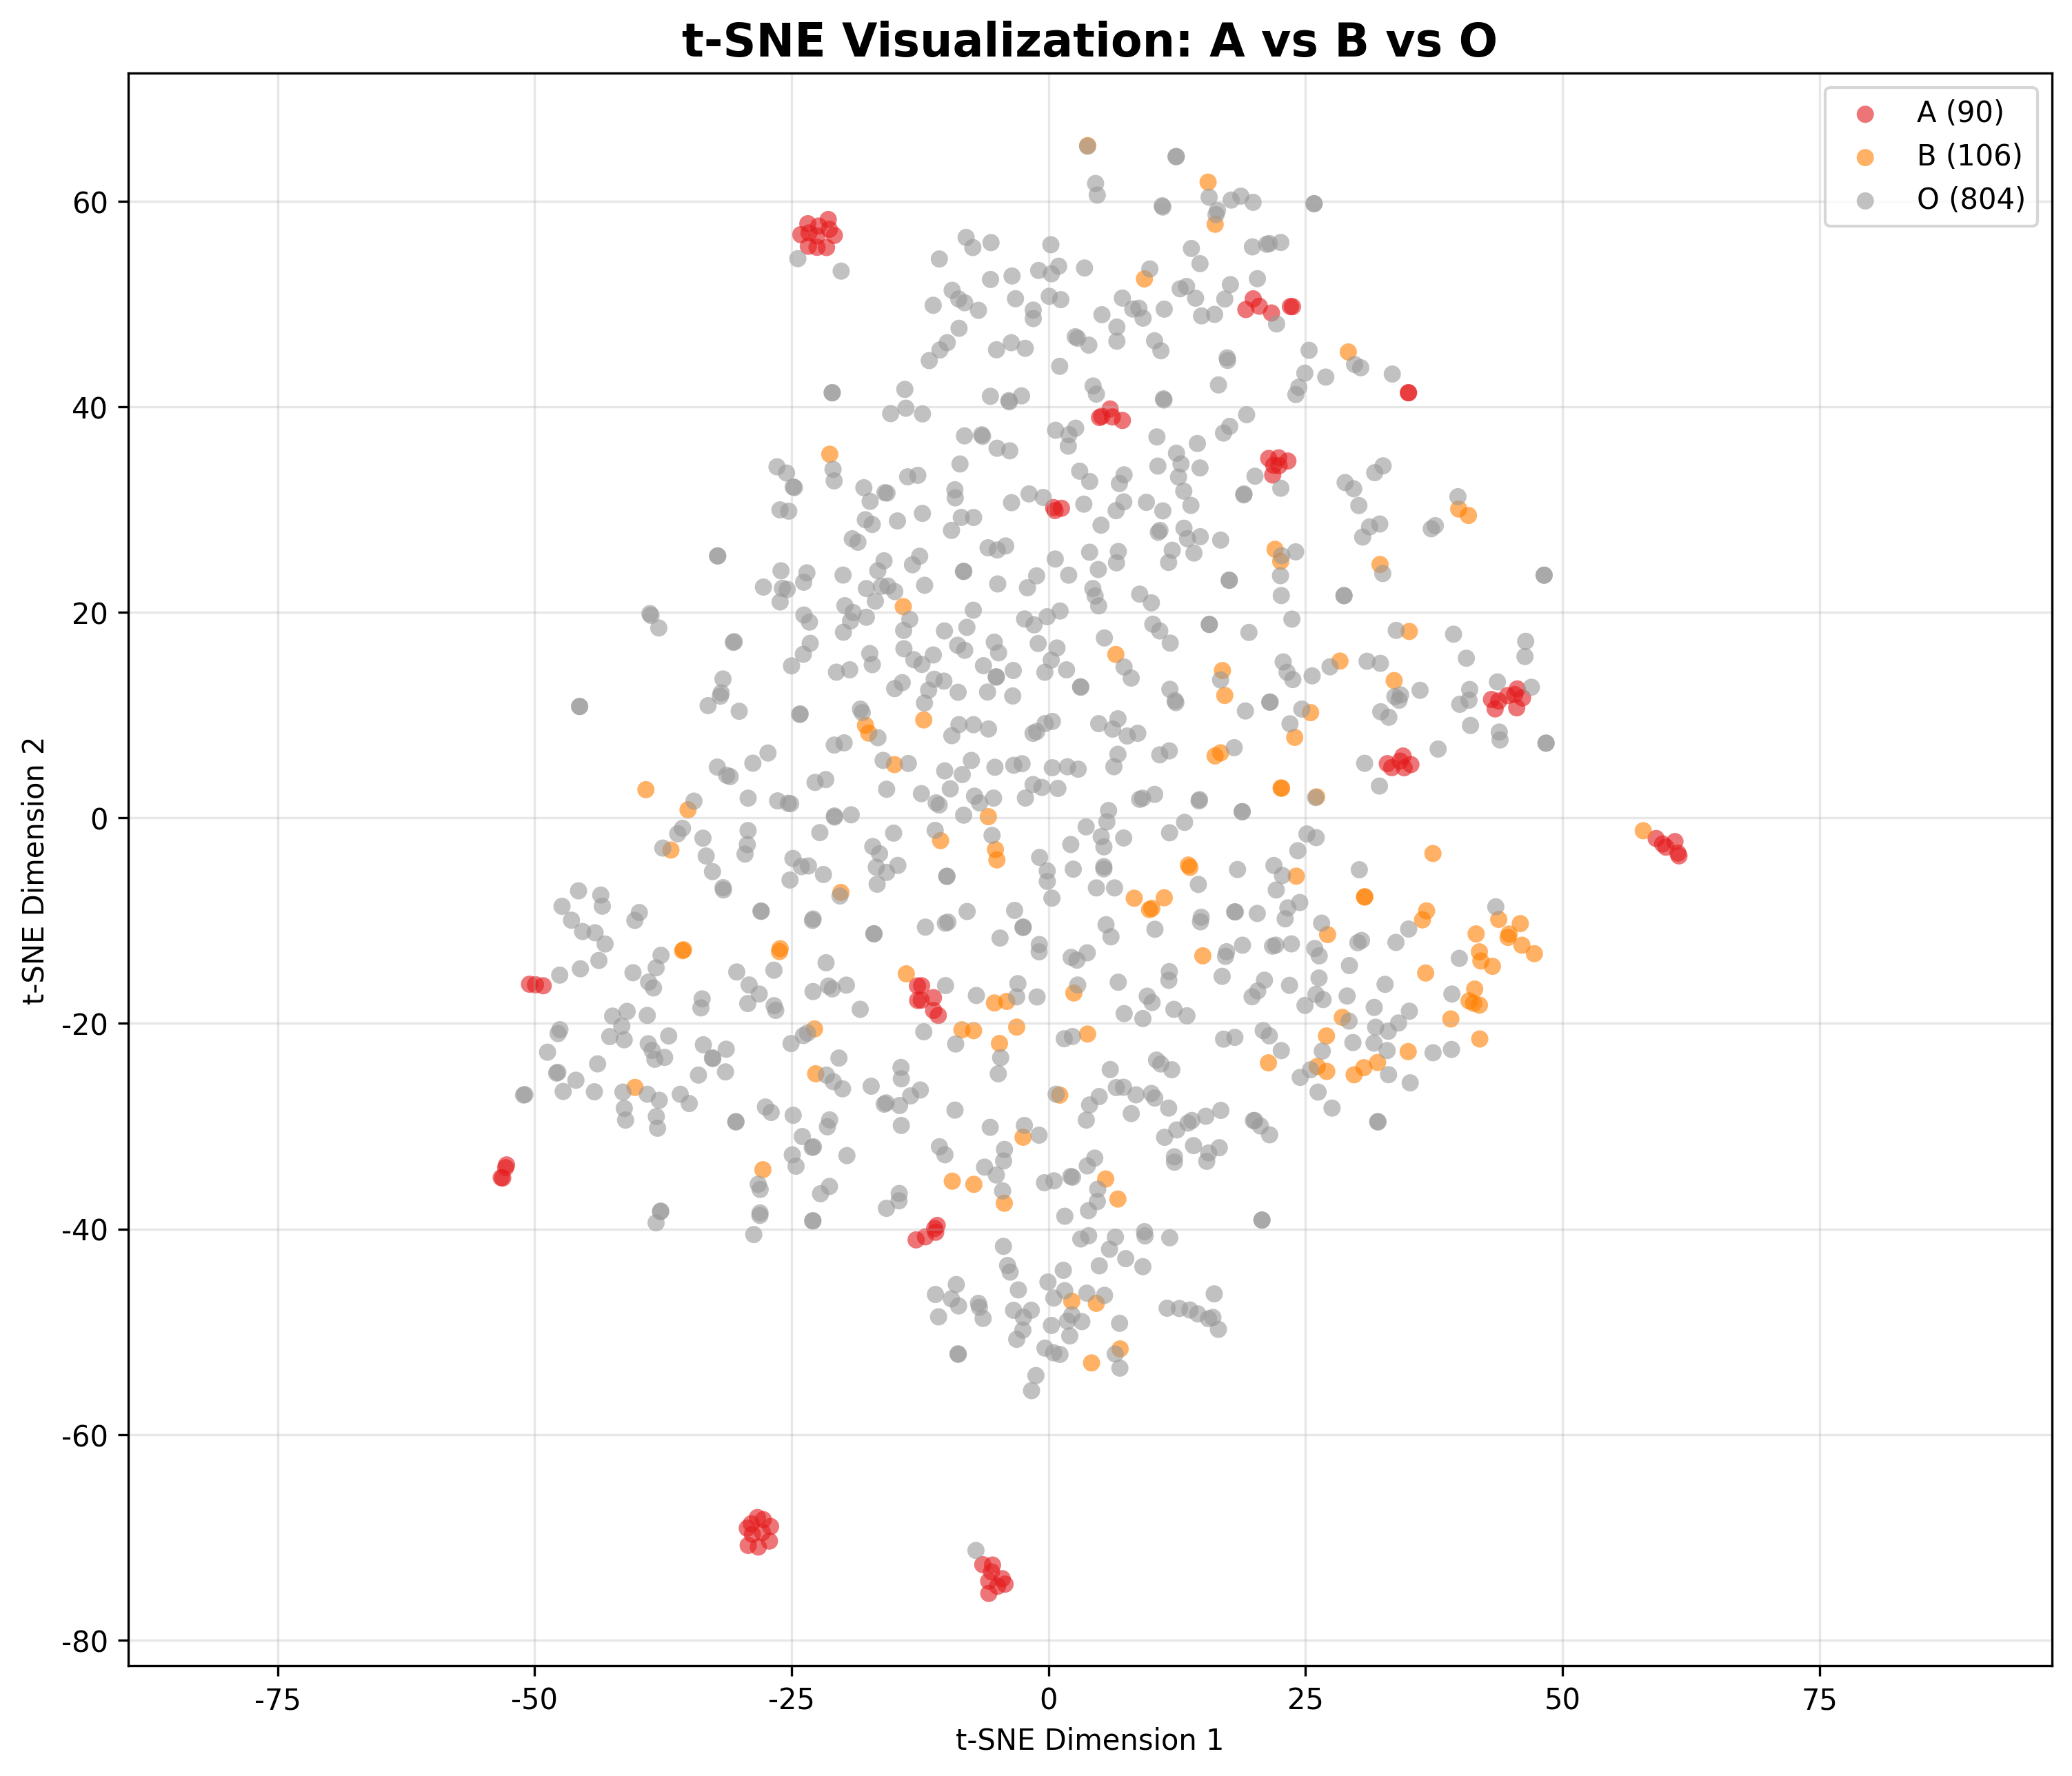 t-SNE Visualization: A vs B vs O
A (90)
B (106)
O (804)
60
40
20
0
-20
-40
-60
-80
t-SNE Dimension 2
-75
-50
-25
0
25
50
75
t-SNE Dimension 1